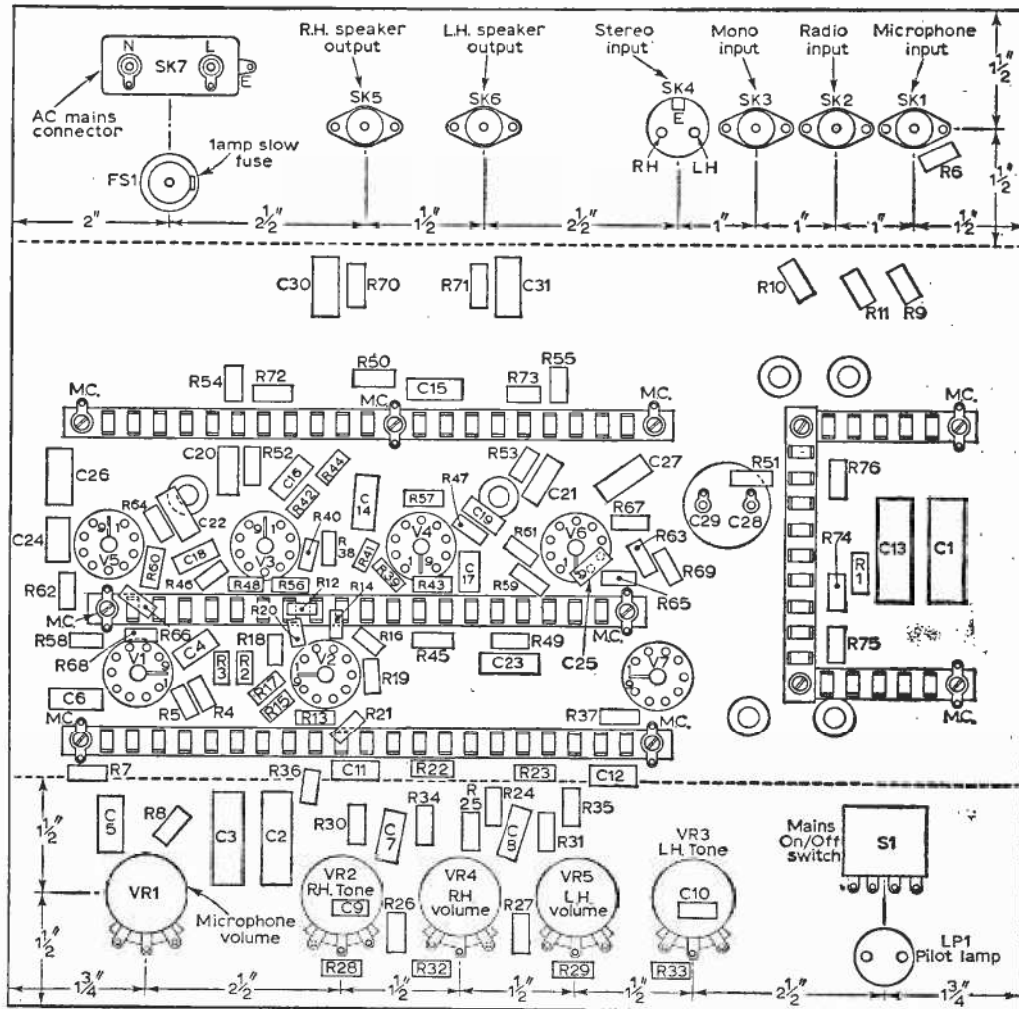 R.H. speaker output
L.H. speaker output
Stereo input
Mono input
Radio input
Microphone input
N SK7 L E
AC mains connector
SK5
SK6
SK4
E
RH LH
SK3
SK2
SK1
R6
1amp slow fuse
FS1
1½"
1½"
2" 2½" 1½" 2½" 1" 1" 1" 1½"
C30 R70 R71 C31
R10 R11 R9
R54 R72 R50 C15 R73 R55
M.C. M.C. M.C. M.C.
C26 C20 R52 C16 R44 R42 C14 R57 R47 C19 R53 C21 C27 R51 R76
R64 C22 R40 R38 R41 V4 R61 V6 R67 R63 C29 C28
C24 V5 9 1 R60 C18 V3 9 1 R39 1 9 C17 1 9 R69 R74 R1 C13 C1
R46 R48 R56 R12 R14 R43 R59 R65
R62
M.C. R66 R20 M.C.
R58 R68 C4 R18 R16 R45 R49 C25 R75
V1 R3 R2 V2 R19 C23 V7
C6 R5 R4 R17 R15 R13 R21 R37
M.C. M.C. M.C.
R7 R36 C11 R22 R23 C12
1½"
C5 R8 C3 C2 R30 C7 R34 R25 R24 C8 R31 R35
VR3 L.H. Tone
Mains On/Off switch
S1
VR1
Microphone volume
VR2 R.H. Tone
C9
R26
VR4 RH volume
R27
VR5 L.H. volume
C10
LP1 Pilot lamp
1½"
R28 R32 R29 R33
1¾" 2½" 1½" 1½" 1½" 2½" 1¾"